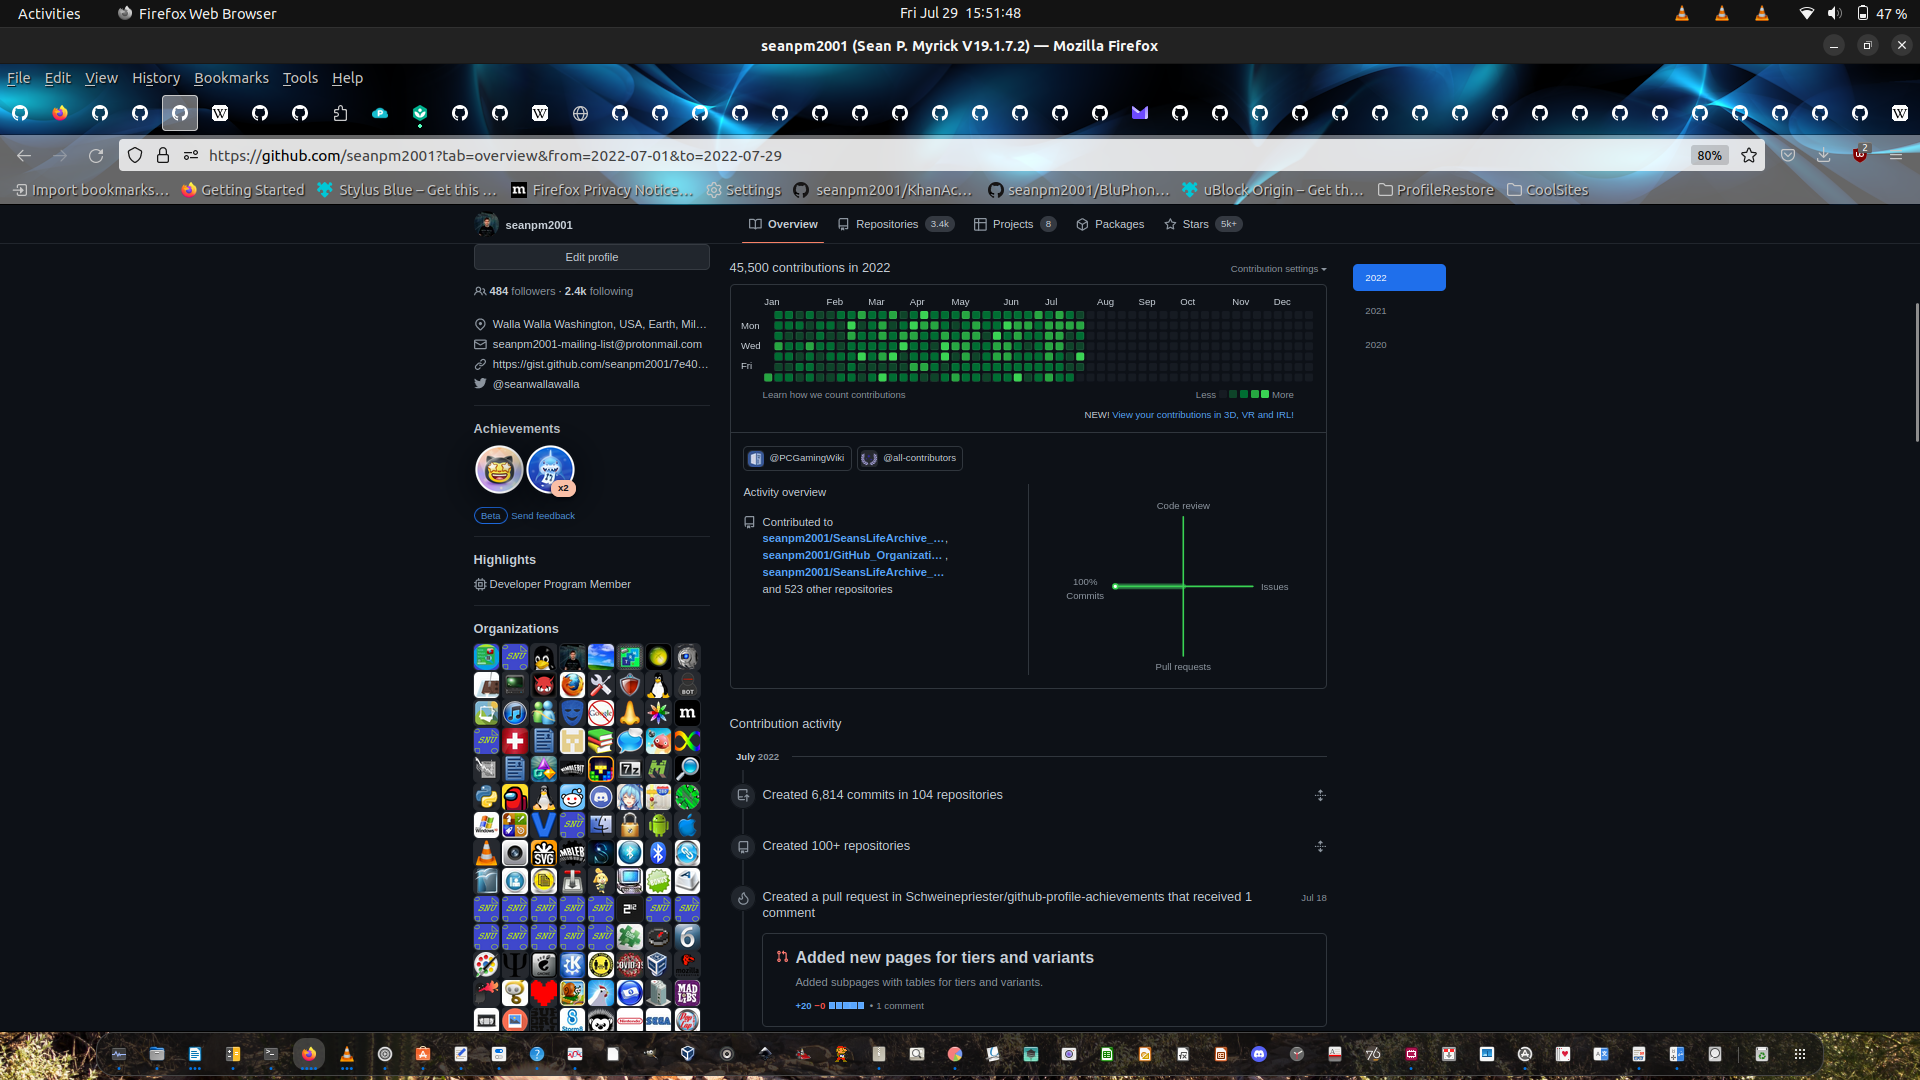 Activities
Firefox Web Browser
Fri Jul 29 15:51:48
47 %
seanpm2001 (Sean P. Myrick V19.1.7.2) — Mozilla Firefox
File Edit View History Bookmarks Tools Help
https://github.com/seanpm2001?tab=overview&from=2022-07-01&to=2022-07-29
80%
2
Import bookmarks...
Getting Started
Stylus Blue – Get this ...
Firefox Privacy Notice...
Settings
seanpm2001/KhanAc...
seanpm2001/BluPhon...
uBlock Origin – Get th...
ProfileRestore
CoolSites
seanpm2001
Overview
Repositories 3.4k
Projects 8
Packages
Stars 5k+
Edit profile
484 followers · 2.4k following
Walla Walla Washington, USA, Earth, Mil...
seanpm2001-mailing-list@protonmail.com
https://gist.github.com/seanpm2001/7e40...
@seanwallawalla
Achievements
x2
Beta Send feedback
Highlights
Developer Program Member
Organizations
45,500 contributions in 2022
Contribution settings
2022
2021
2020
Jan Feb Mar Apr May Jun Jul Aug Sep Oct Nov Dec
Mon
Wed
Fri
Learn how we count contributions
Less More
NEW! View your contributions in 3D, VR and IRL!
@PCGamingWiki
@all-contributors
Activity overview
Contributed to
seanpm2001/SeansLifeArchive_...,
seanpm2001/GitHub_Organizati... ,
seanpm2001/SeansLifeArchive_...
and 523 other repositories
Code review
100%
Commits
Issues
Pull requests
Contribution activity
July 2022
Created 6,814 commits in 104 repositories
Created 100+ repositories
Created a pull request in Schweinepriester/github-profile-achievements that received 1
comment
Jul 18
Added new pages for tiers and variants
Added subpages with tables for tiers and variants.
+20 −0 • 1 comment